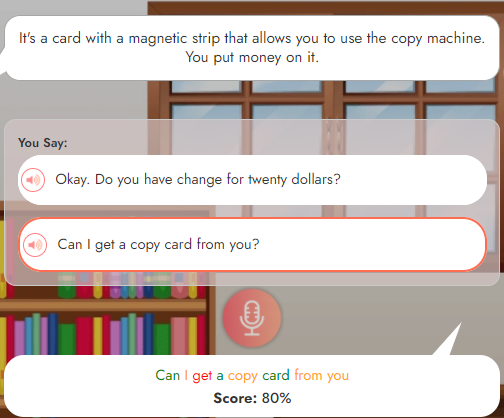 It's a card with a magnetic strip that allows you to use the copy machine.
You put money on it.
You Say:
Okay. Do you have change for twenty dollars?
Can I get a copy card from you?
Can I get a copy card from you
Score: 80%